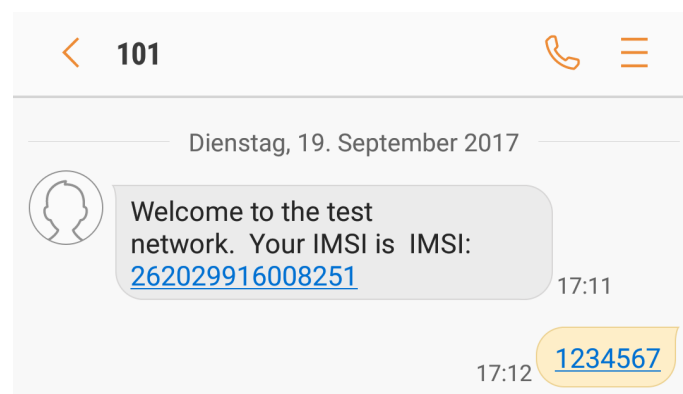 101
Dienstag, 19. September 2017
Welcome to the test
network.  Your IMSI is  IMSI:
262029916008251
17:11
1234567
17:12